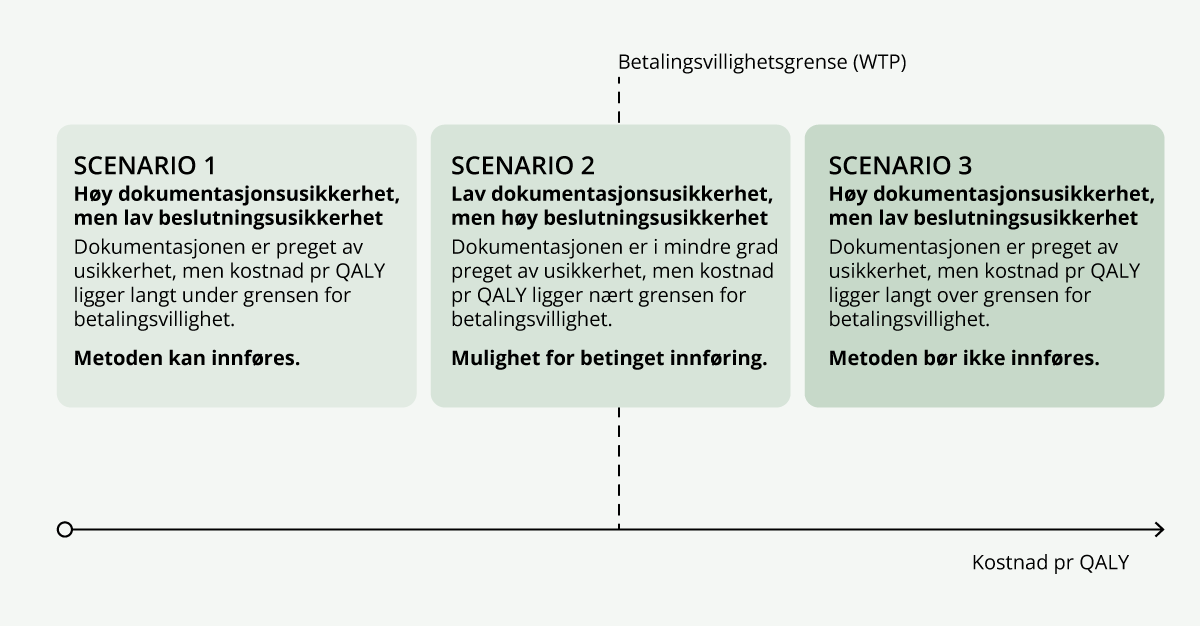 Betalingsvillighetsgrense (WTP)
SCENARIO 1
Høy dokumentasjonsusikkerhet,
men lav beslutningsusikkerhet
Dokumentasjonen er preget av
usikkerhet, men kostnad pr QALY
ligger langt under grensen for
betalingsvillighet.
Metoden kan innføres.
SCENARIO 2
Lav dokumentasjonsusikkerhet,
men høy beslutningsusikkerhet
Dokumentasjonen er i mindre grad
preget av usikkerhet, men kostnad
pr QALY ligger nært grensen for
betalingsvillighet.
Mulighet for betinget innføring.
SCENARIO 3
Høy dokumentasjonsusikkerhet,
men lav beslutningsusikkerhet
Dokumentasjonen er preget av
usikkerhet, men kostnad pr QALY
ligger langt over grensen for
betalingsvillighet.
Metoden bør ikke innføres.
Kostnad pr QALY